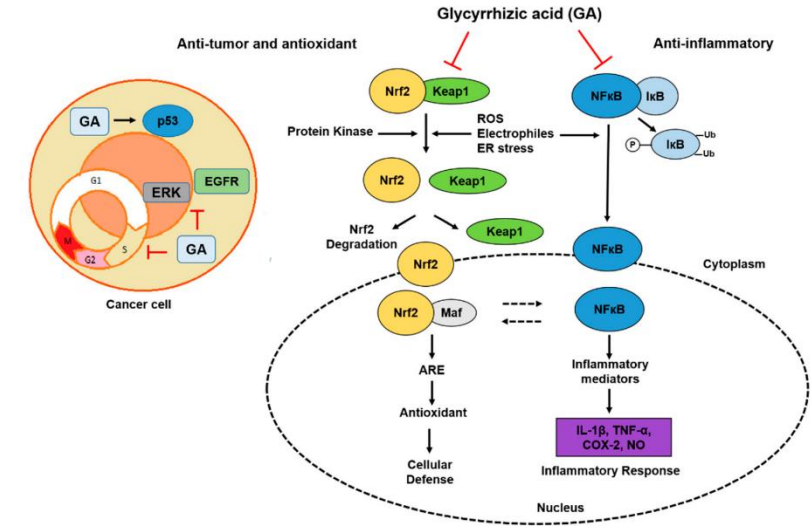 Glycyrrhizic acid (GA)
Anti-tumor and antioxidant
Anti-inflammatory
GA
p53
G1
ERK
EGFR
M
G2
S
GA
Cancer cell
Nrf2
Keap1
NFκB
IκB
Protein Kinase
ROS
Electrophiles
ER stress
P
IκB
Ub
Ub
Nrf2
Keap1
Nrf2
Degradation
Keap1
Nrf2
NFκB
Cytoplasm
Nrf2
Maf
NFκB
ARE
Inflammatory
mediators
Antioxidant
IL-1β, TNF-α,
COX-2, NO
Cellular
Defense
Inflammatory Response
Nucleus